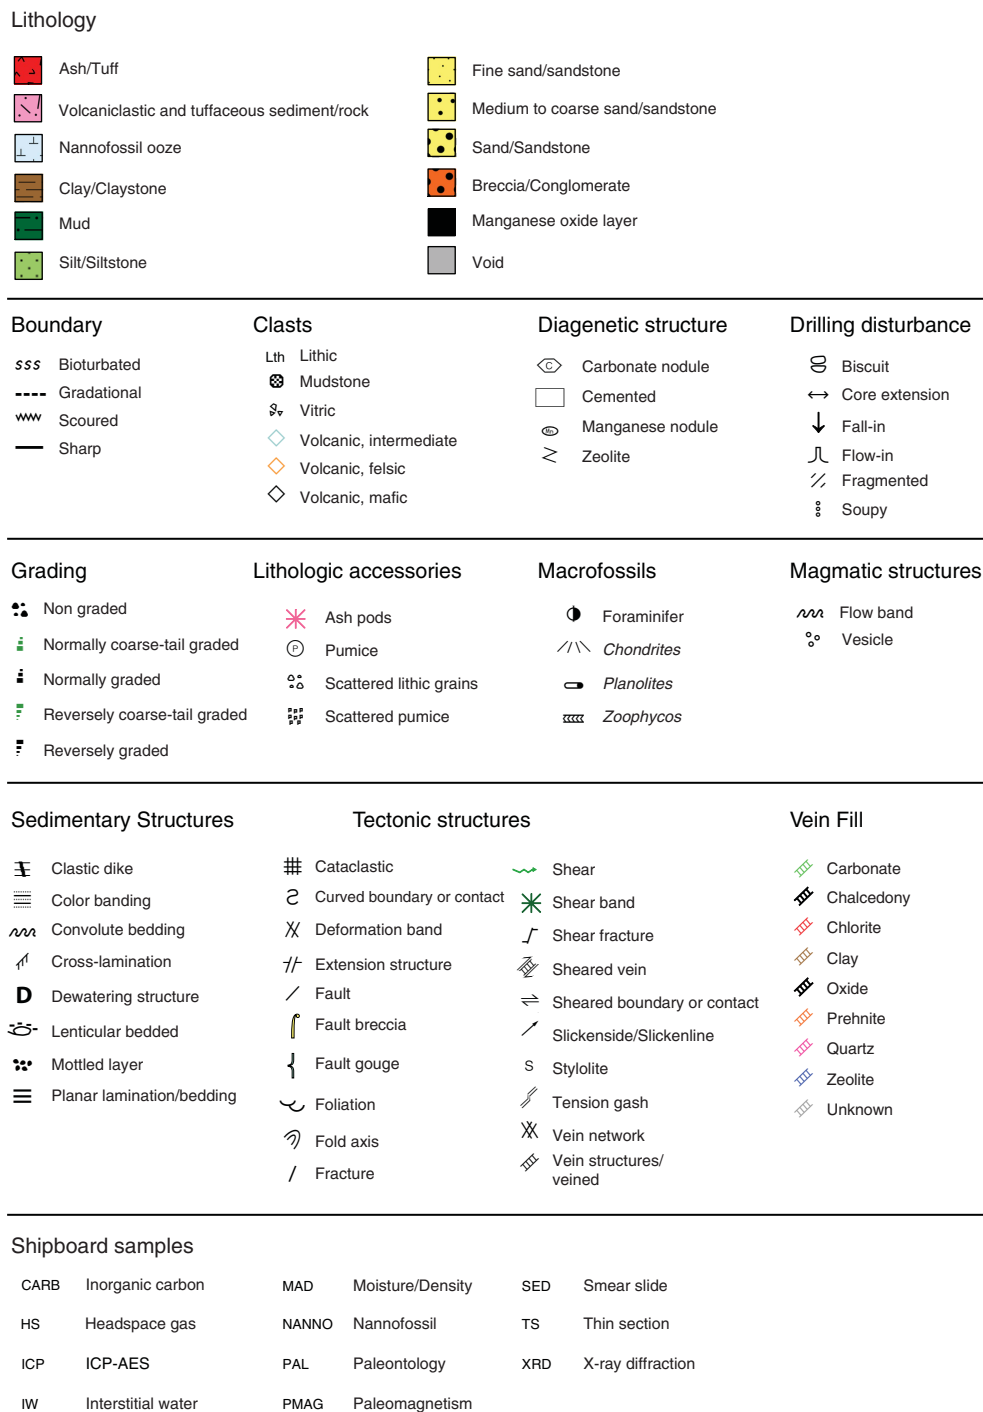 Lithology
Ash/Tuff
Volcaniclastic and tuffaceous sediment/rock
Nannofossil ooze
Clay/Claystone
Mud
Silt/Siltstone
Fine sand/sandstone
Medium to coarse sand/sandstone
Sand/Sandstone
Breccia/Conglomerate
Manganese oxide layer
Void
Boundary
sss Bioturbated
Gradational
Scoured
Sharp
Clasts
Lth Lithic
Mudstone
Vitric
Volcanic, intermediate
Volcanic, felsic
Volcanic, mafic
Diagenetic structure
C Carbonate nodule
Cemented
Mn Manganese nodule
Zeolite
Drilling disturbance
Biscuit
Core extension
Fall-in
Flow-in
Fragmented
Soupy
Grading
Non graded
Normally coarse-tail graded
Normally graded
Reversely coarse-tail graded
Reversely graded
Lithologic accessories
Ash pods
P Pumice
Scattered lithic grains
Scattered pumice
Macrofossils
Foraminifer
Chondrites
Planolites
Zoophycos
Magmatic structures
Flow band
Vesicle
Sedimentary Structures
Clastic dike
Color banding
Convolute bedding
Cross-lamination
D Dewatering structure
Lenticular bedded
Mottled layer
Planar lamination/bedding
Tectonic structures
Cataclastic
Curved boundary or contact
Deformation band
Extension structure
Fault
Fault breccia
Fault gouge
Foliation
Fold axis
Fracture
Shear
Shear band
Shear fracture
Sheared vein
Sheared boundary or contact
Slickenside/Slickenline
S Stylolite
Tension gash
Vein network
Vein structures/
veined
Vein Fill
Carbonate
Chalcedony
Chlorite
Clay
Oxide
Prehnite
Quartz
Zeolite
Unknown
Shipboard samples
CARB Inorganic carbon
HS Headspace gas
ICP ICP-AES
IW Interstitial water
MAD Moisture/Density
NANNO Nannofossil
PAL Paleontology
PMAG Paleomagnetism
SED Smear slide
TS Thin section
XRD X-ray diffraction